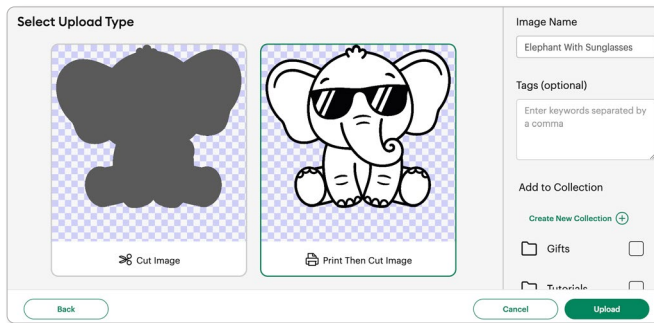 Select Upload Type
Cut Image
Print Then Cut Image
Image Name
Elephant With Sunglasses
Tags (optional)
Enter keywords separated by
a comma
Add to Collection
Create New Collection
Gifts
Tutorials
Back
Cancel
Upload